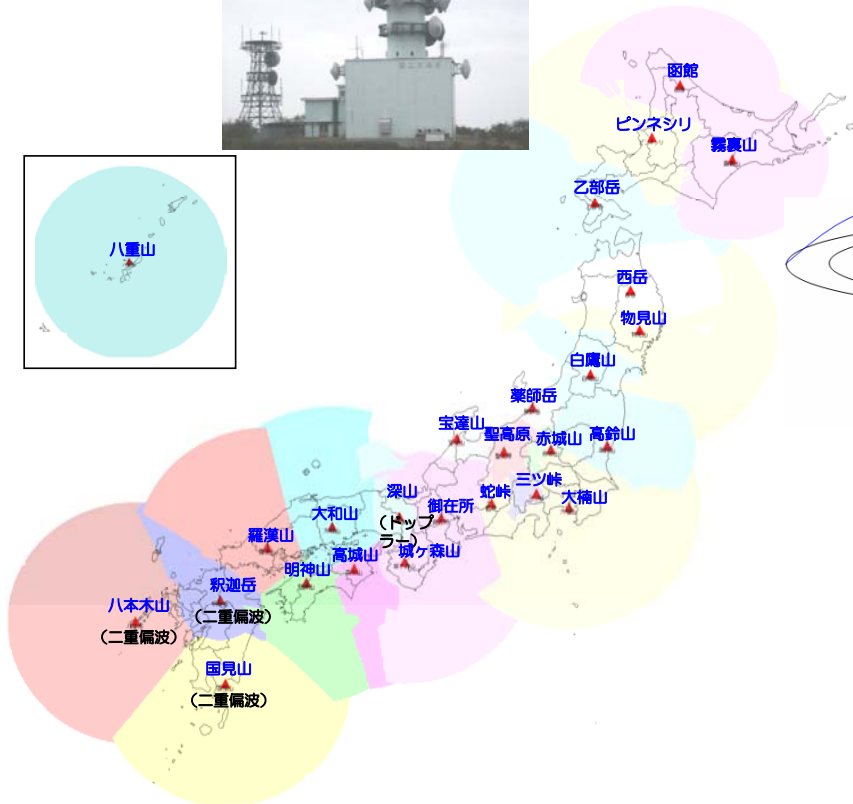 函館
ピンネシリ
霧裏山
乙部岳
八重山
西岳
物見山
白鷹山
薬師岳
宝達山
聖高原
赤城山
高鈴山
三ツ峠
深山
(ドップ
ラー)
御在所
蛇峠
大楠山
大和山
羅漢山
城ヶ森山
高城山
明神山
釈迦岳
(二重偏波)
八本木山
(二重偏波)
国見山
(二重偏波)